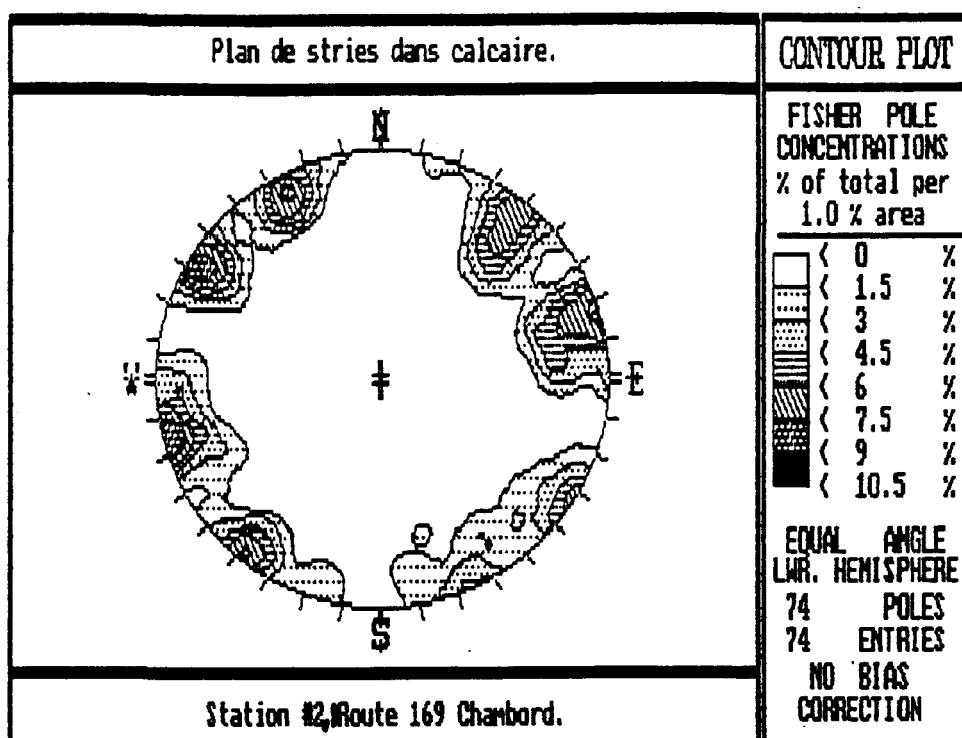 Plan de stries dans calcaire.
N
W
E
S
Station #2, Route 169 Chambord.
CONTOUR PLOT
FISHER POLE
CONCENTRATIONS
% of total per
1.0 % area
< 0 %
< 1.5 %
< 3 %
< 4.5 %
< 6 %
< 7.5 %
< 9 %
< 10.5 %
EQUAL ANGLE
LWR. HEMISPHERE
74 POLES
74 ENTRIES
NO BIAS
CORRECTION